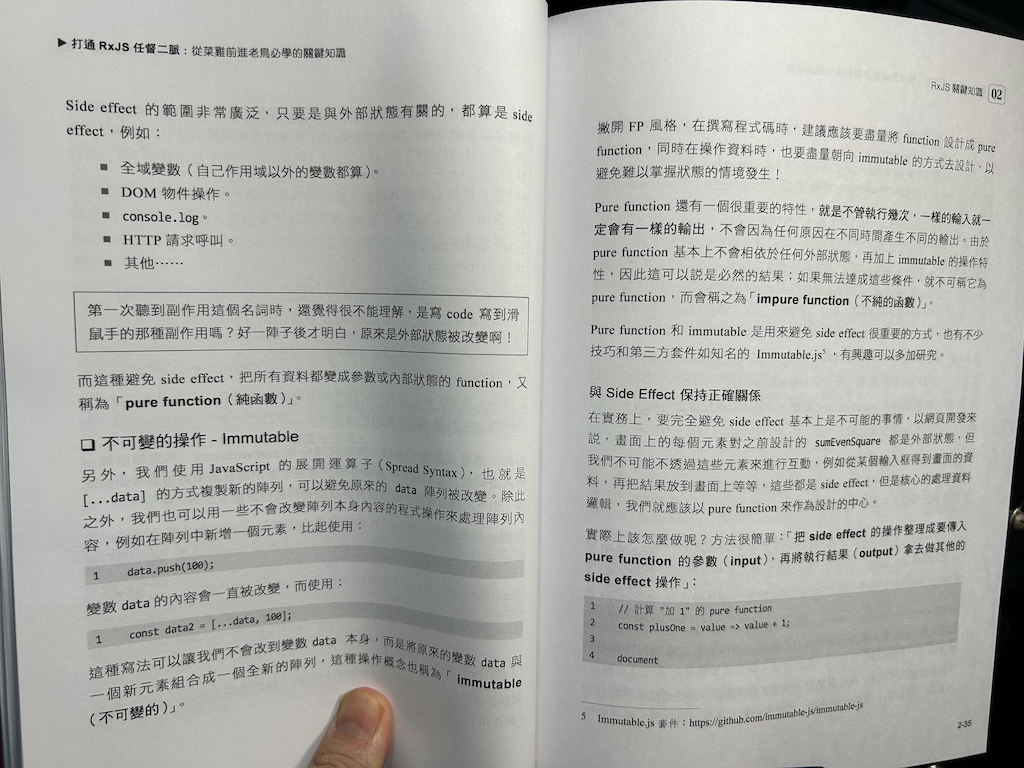 ▶ 打通 RxJS 任督二脈：從菜雞前進老鳥必學的關鍵知識
Side effect 的範圍非常廣泛，只要是與外部狀態有關的，都算是 side
effect，例如：
■ 全域變數（自己作用域以外的變數都算）。
■ DOM 物件操作。
■ console.log。
■ HTTP 請求呼叫。
■ 其他……
第一次聽到副作用這個名詞時，還覺得很不能理解，是寫 code 寫到滑
鼠手的那種副作用嗎？好一陣子後才明白，原來是外部狀態被改變啊！
而這種避免 side effect，把所有資料都變成參數或內部狀態的 function，又
稱為「pure function（純函數）」。
❏ 不可變的操作 - Immutable
另外，我們使用 JavaScript 的展開運算子（Spread Syntax），也就是
[...data] 的方式複製新的陣列，可以避免原來的 data 陣列被改變。除此
之外，我們也可以用一些不會改變陣列本身內容的程式操作來處理陣列內
容，例如在陣列中新增一個元素，比起使用：
1 data.push(100);
變數 data 的內容會一直被改變，而使用：
1 const data2 = [...data, 100];
這種寫法可以讓我們不會改到變數 data 本身，而是將原來的變數 data 與
一個新元素組合成一個全新的陣列，這種操作概念也稱為「immutable
（不可變的）」。
RxJS 關鍵知識 02
撇開 FP 風格，在撰寫程式碼時，建議應該要盡量將 function 設計成 pure
function，同時在操作資料時，也要盡量朝向 immutable 的方式去設計，以
避免難以掌握狀態的情境發生！
Pure function 還有一個很重要的特性，就是不管執行幾次，一樣的輸入就一
定會有一樣的輸出，不會因為任何原因在不同時間產生不同的輸出。由於
pure function 基本上不會相依於任何外部狀態，再加上 immutable 的操作特
性，因此這可以說是必然的結果；如果無法達成這些條件，就不可稱它為
pure function，而會稱之為「impure function（不純的函數）」。
Pure function 和 immutable 是用來避免 side effect 很重要的方式，也有不少
技巧和第三方套件如知名的 Immutable.js5，有興趣可以多加研究。
與 Side Effect 保持正確關係
在實務上，要完全避免 side effect 基本上是不可能的事情，以網頁開發來
說，畫面上的每個元素對之前設計的 sumEvenSquare 都是外部狀態，但
我們不可能不透過這些元素來進行互動，例如從某個輸入框得到畫面的資
料，再把結果放到畫面上等等，這些都是 side effect，但是核心的處理資料
邏輯，我們就應該以 pure function 來作為設計的中心。
實際上該怎麼做呢？方法很簡單：「把 side effect 的操作整理成要傳入
pure function 的參數（input），再將執行結果（output）拿去做其他的
side effect 操作」：
1 // 計算 "加 1" 的 pure function
2 const plusOne = value => value + 1;
3
4 document
5 Immutable.js 套件：https://github.com/immutable-js/immutable-js
2-35